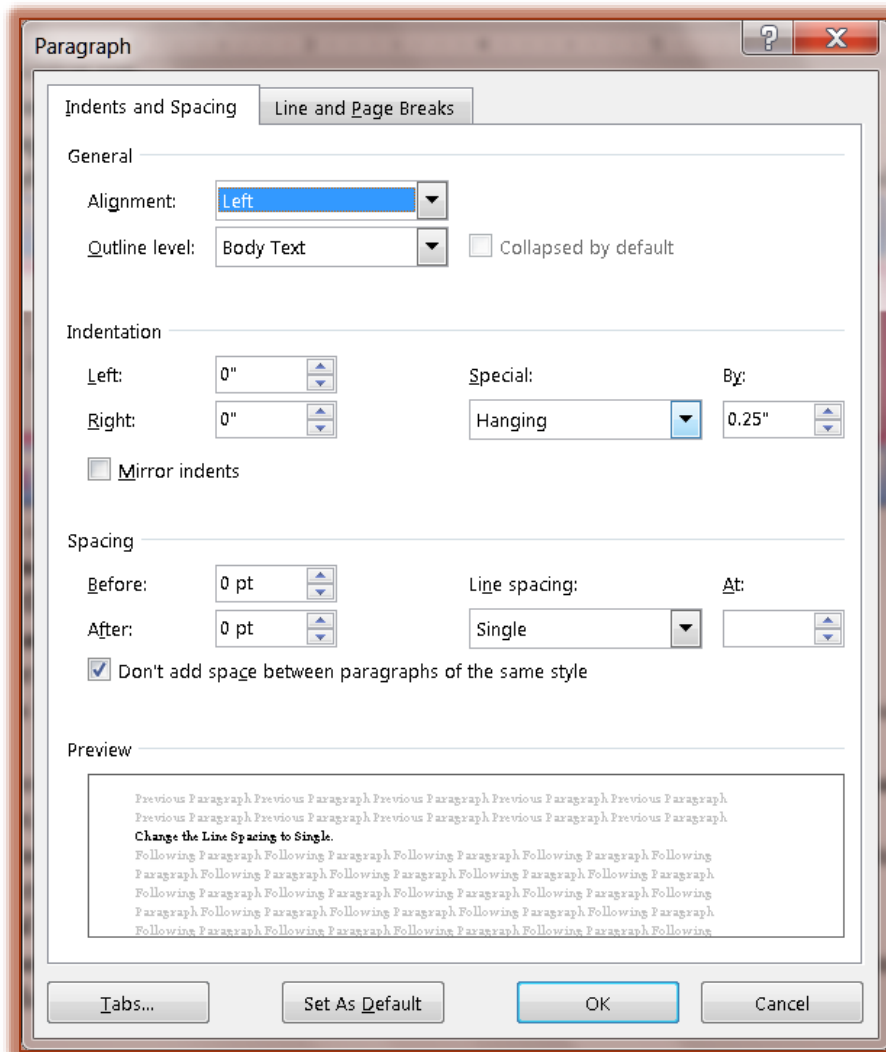 Paragraph
Indents and Spacing
Line and Page Breaks
General
Alignment: Left
Outline level: Body Text Collapsed by default
Indentation
Left: 0" Special: By:
Right: 0" Hanging 0.25"
Mirror indents
Spacing
Before: 0 pt Line spacing: At:
After: 0 pt Single
Don't add space between paragraphs of the same style
Preview
Previous Paragraph Previous Paragraph Previous Paragraph Previous Paragraph Previous Paragraph
Previous Paragraph Previous Paragraph Previous Paragraph Previous Paragraph Previous Paragraph
Change the Line Spacing to Single.
Following Paragraph Following Paragraph Following Paragraph Following Paragraph Following
Paragraph Following Paragraph Following Paragraph Following Paragraph Following Paragraph
Following Paragraph Following Paragraph Following Paragraph Following Paragraph Following
Paragraph Following Paragraph Following Paragraph Following Paragraph Following Paragraph
Following Paragraph Following Paragraph Following Paragraph Following Paragraph Following
Tabs... Set As Default OK Cancel